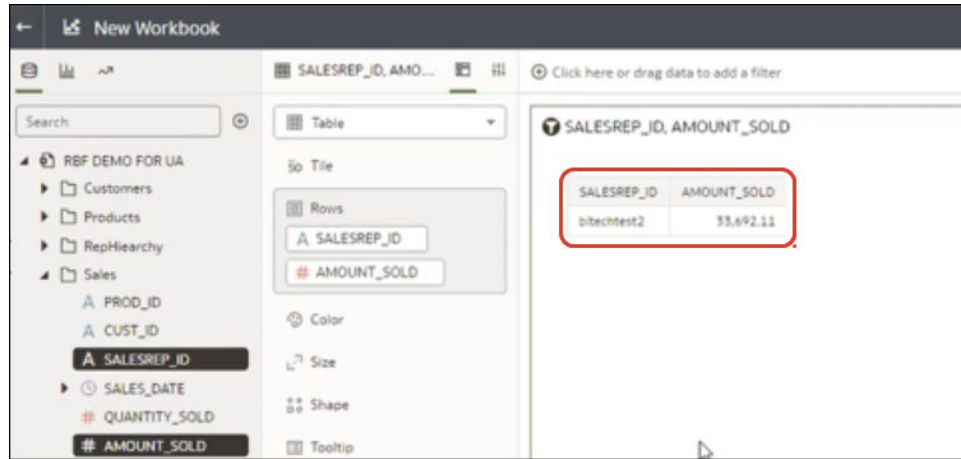 New Workbook
SALESREP_ID, AMO...
Click here or drag data to add a filter
Search
Table
SALESREP_ID, AMOUNT_SOLD
RBF DEMO FOR UA
Tile
Customers
Rows
SALESREP_ID AMOUNT_SOLD
Products
bitechtest2 33,692.11
A SALESREP_ID
RepHiearchy
# AMOUNT_SOLD
Sales
A PROD_ID
Color
A CUST_ID
A SALESREP_ID
Size
SALES_DATE
Shape
# QUANTITY_SOLD
# AMOUNT_SOLD
Tooltip